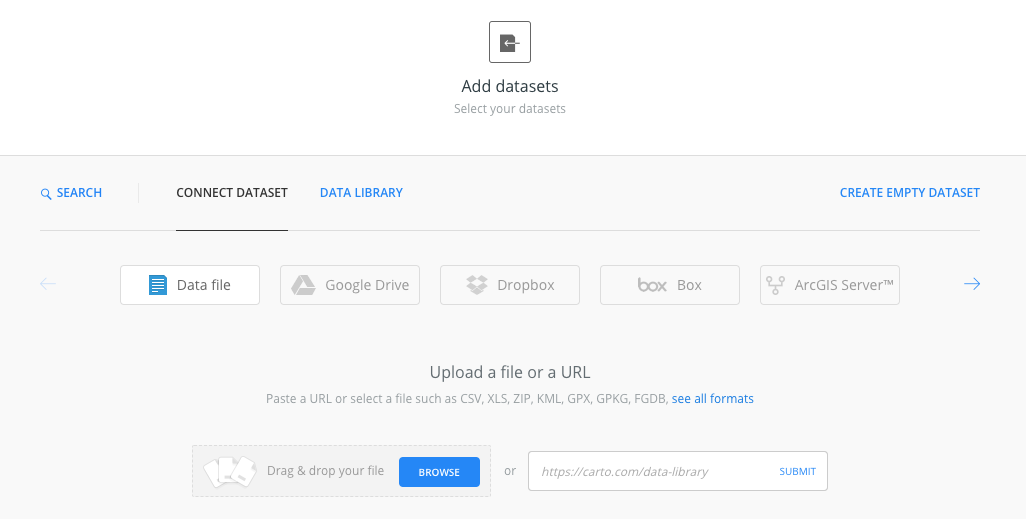 Add datasets
Select your datasets
SEARCH
CONNECT DATASET
DATA LIBRARY
CREATE EMPTY DATASET
Data file
Google Drive
Dropbox
box Box
ArcGIS Server™
Upload a file or a URL
Paste a URL or select a file such as CSV, XLS, ZIP, KML, GPX, GPKG, FGDB, see all formats
Drag & drop your file
BROWSE
or
https://carto.com/data-library
SUBMIT